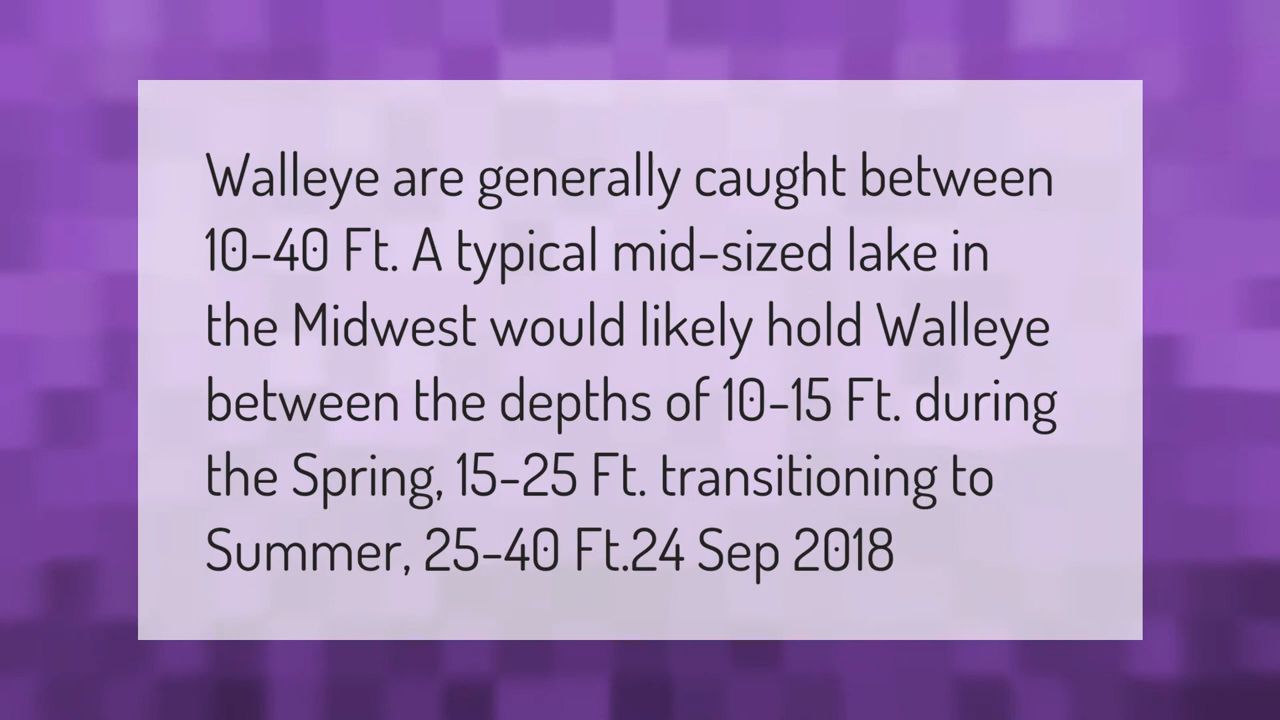 Walleye are generally caught between
10-40 Ft. A typical mid-sized lake in
the Midwest would likely hold Walleye
between the depths of 10-15 Ft. during
the Spring, 15-25 Ft. transitioning to
Summer, 25-40 Ft.24 Sep 2018